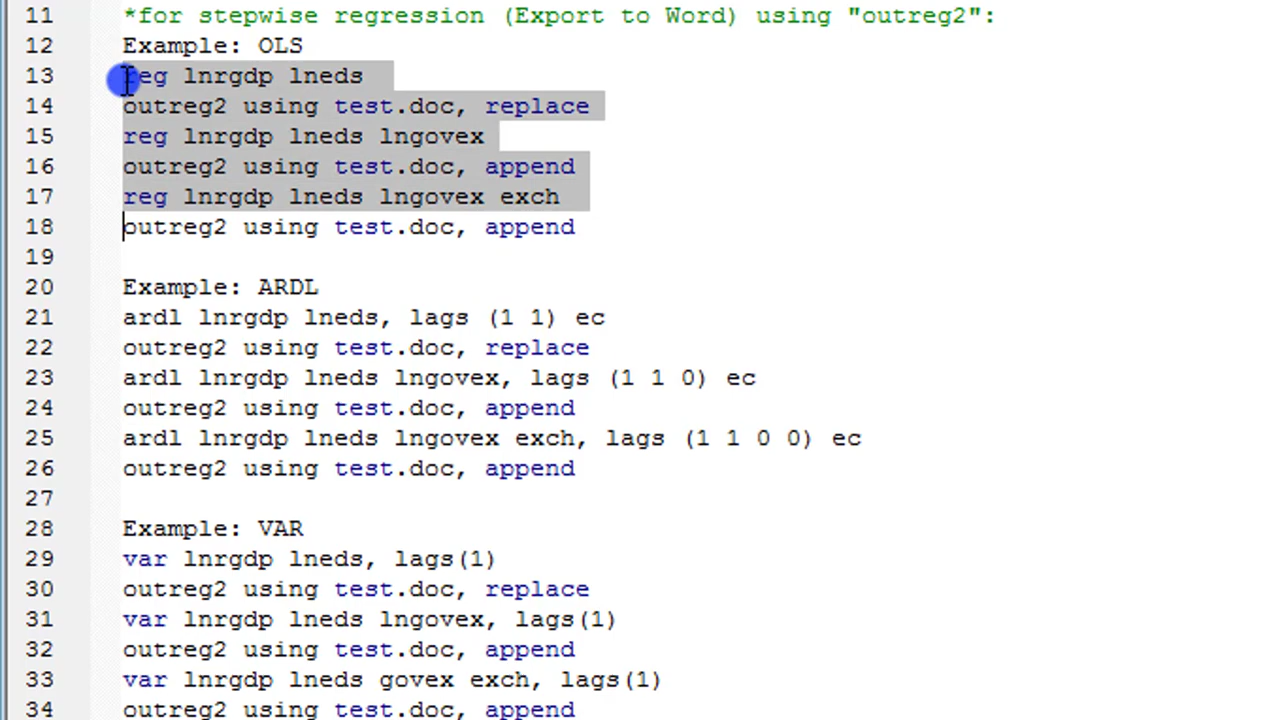 11 *for stepwise regression (Export to Word) using "outreg2":
12 Example: OLS
13 reg lnrgdp lneds
14 outreg2 using test.doc, replace
15 reg lnrgdp lneds lngovex
16 outreg2 using test.doc, append
17 reg lnrgdp lneds lngovex exch
18 outreg2 using test.doc, append
19
20 Example: ARDL
21 ardl lnrgdp lneds, lags (1 1) ec
22 outreg2 using test.doc, replace
23 ardl lnrgdp lneds lngovex, lags (1 1 0) ec
24 outreg2 using test.doc, append
25 ardl lnrgdp lneds lngovex exch, lags (1 1 0 0) ec
26 outreg2 using test.doc, append
27
28 Example: VAR
29 var lnrgdp lneds, lags(1)
30 outreg2 using test.doc, replace
31 var lnrgdp lneds lngovex, lags(1)
32 outreg2 using test.doc, append
33 var lnrgdp lneds govex exch, lags(1)
34 outreg2 using test.doc, append